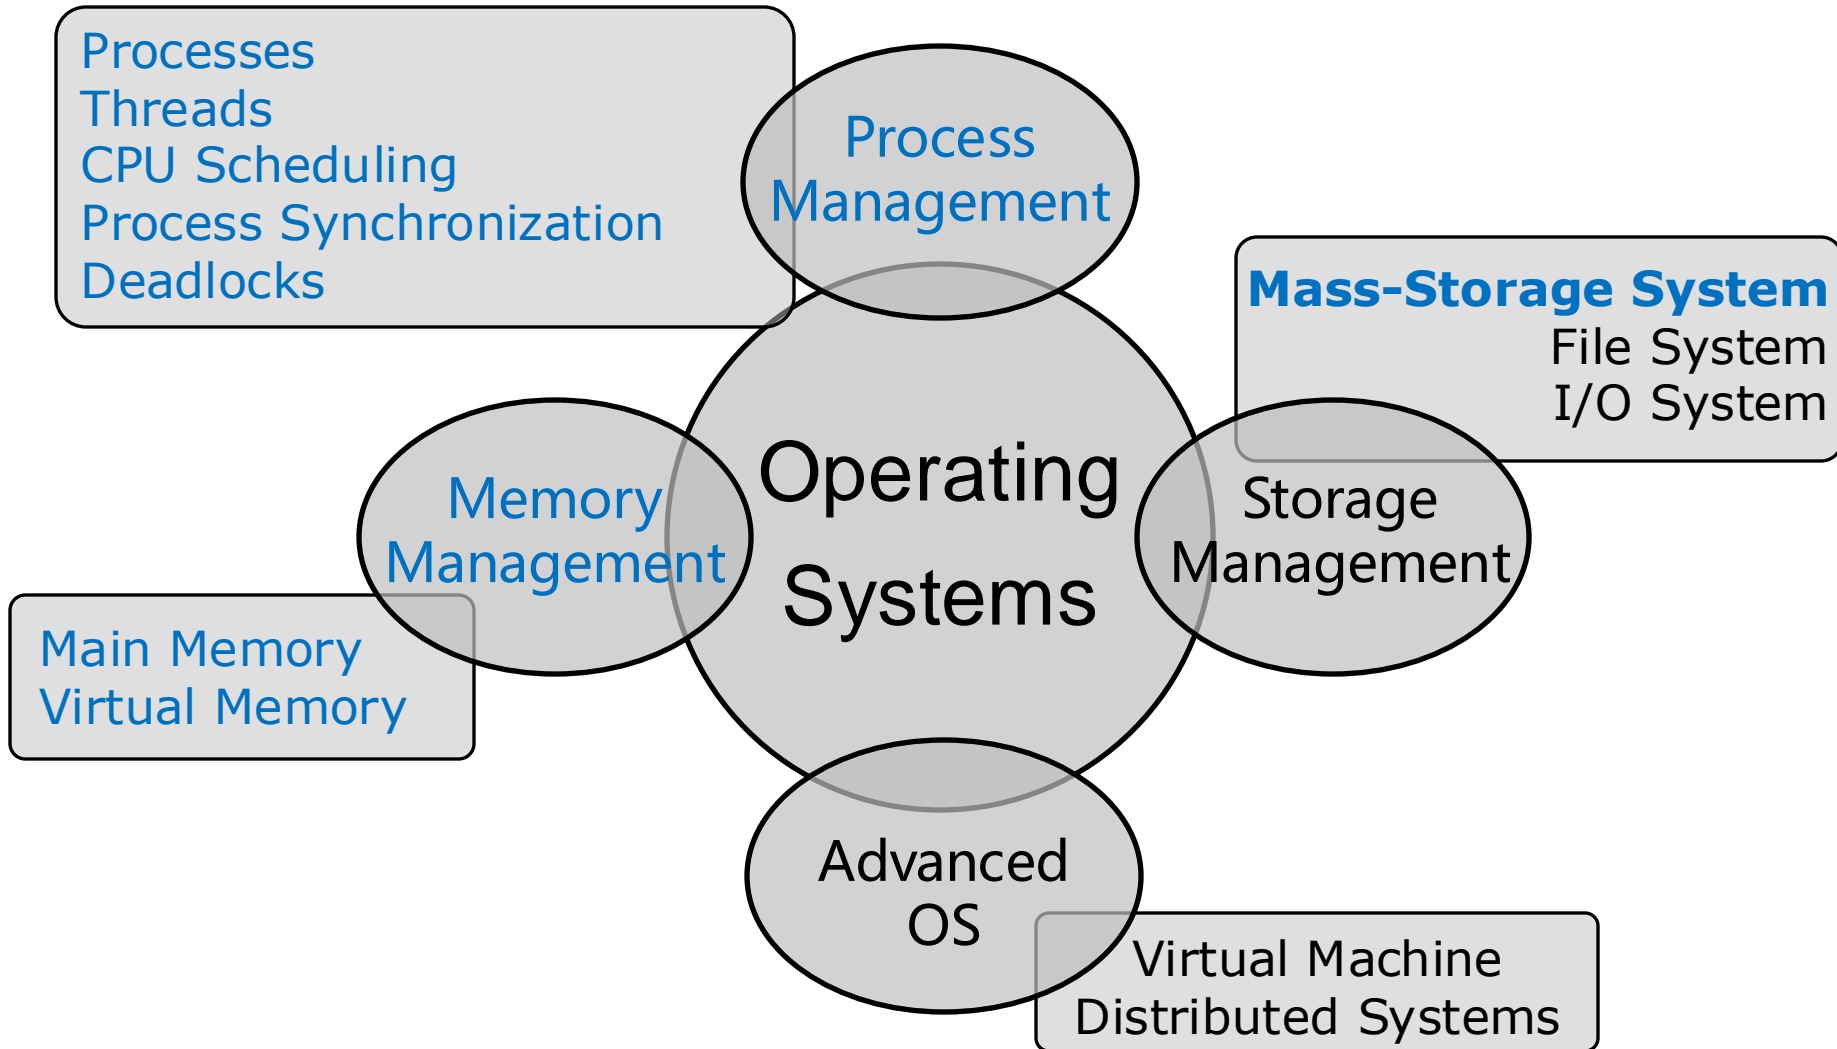 Processes
Threads
CPU Scheduling
Process Synchronization
Deadlocks
Process
Management
Mass-Storage System
File System
I/O System
Operating
Systems
Memory
Management
Storage
Management
Main Memory
Virtual Memory
Advanced
OS
Virtual Machine
Distributed Systems